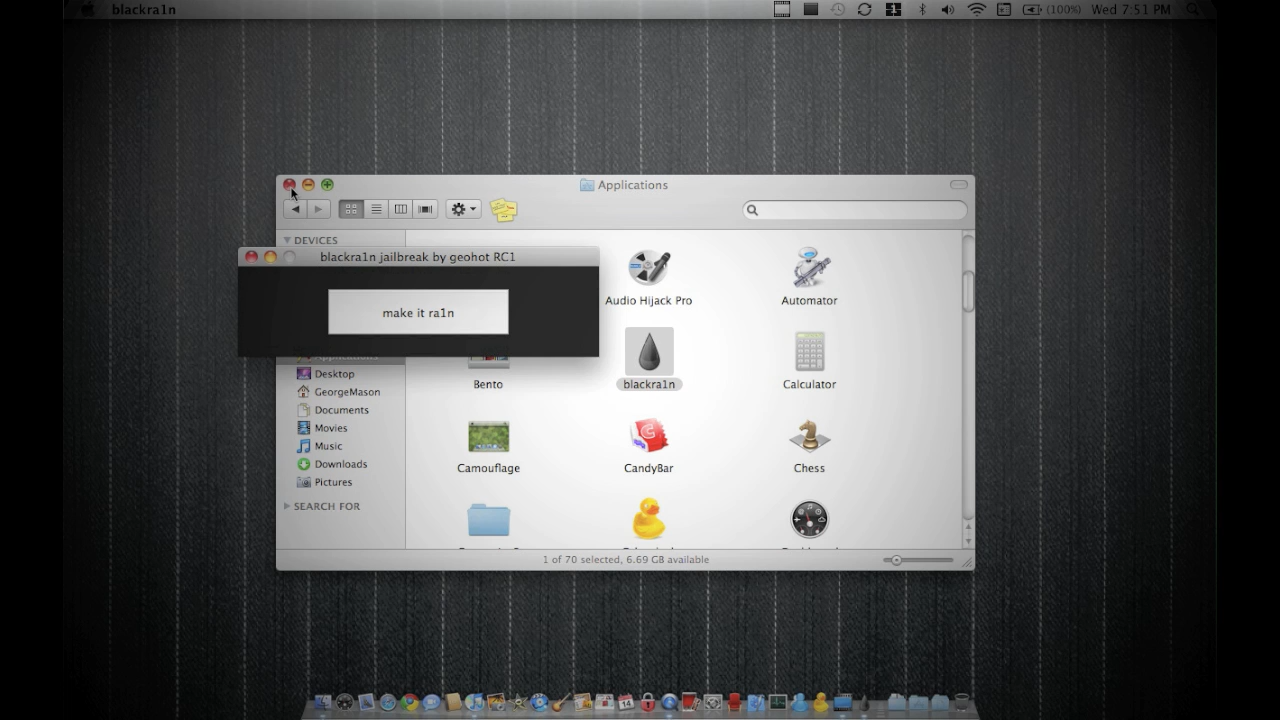 blackra1n
(100%) Wed 7:51 PM
Applications
DEVICES
blackra1n jailbreak by geohot RC1
make it ra1n
Audio Hijack Pro
Automator
Applications
Desktop
GeorgeMason
Documents
Movies
Music
Downloads
Pictures
SEARCH FOR
Bento
blackra1n
Calculator
Camouflage
CandyBar
Chess
1 of 70 selected, 6.69 GB available